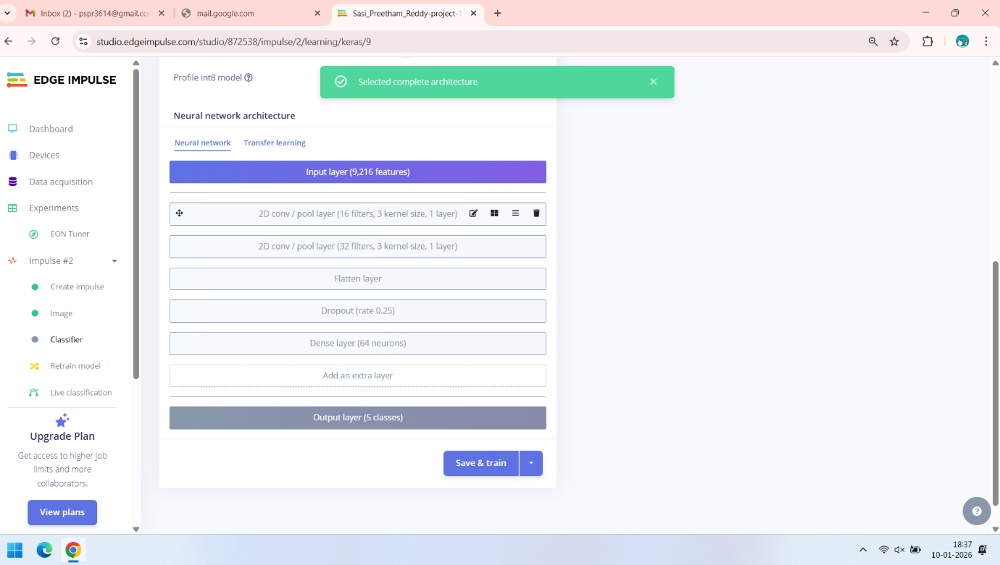 Inbox (2) - pspr3614@gmail.co
mail.google.com
Sasi_Preetham_Reddy-project-1
studio.edgeimpulse.com/studio/872538/impulse/2/learning/keras/9
EDGE IMPULSE
Dashboard
Devices
Data acquisition
Experiments
EON Tuner
Impulse #2
Create impulse
Image
Classifier
Retrain model
Live classification
Upgrade Plan
Get access to higher job
limits and more
collaborators.
View plans
Profile int8 model
Selected complete architecture
Neural network architecture
Neural network Transfer learning
Input layer (9,216 features)
2D conv / pool layer (16 filters, 3 kernel size, 1 layer)
2D conv / pool layer (32 filters, 3 kernel size, 1 layer)
Flatten layer
Dropout (rate 0.25)
Dense layer (64 neurons)
Add an extra layer
Output layer (5 classes)
Save & train
18:37
10-01-2026